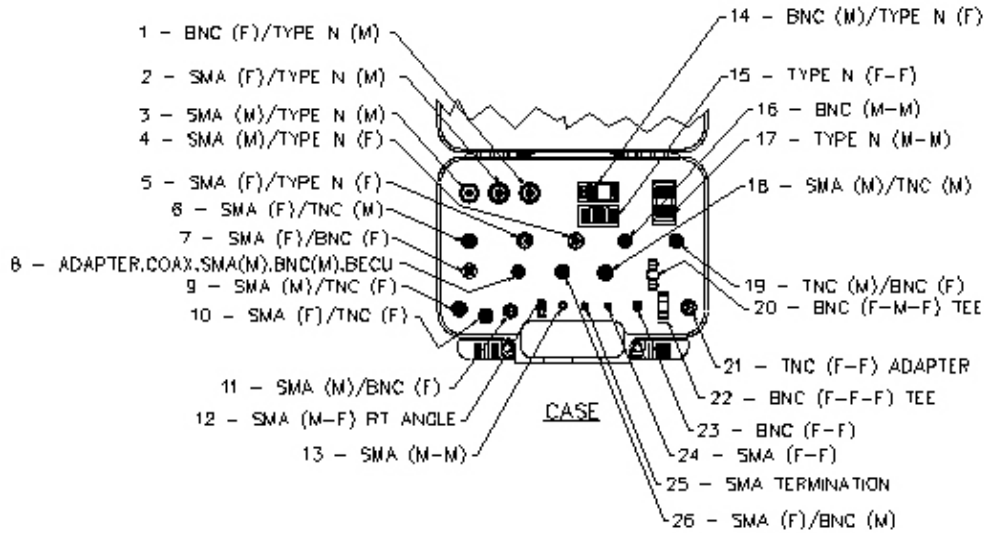 1 - BNC (F)/TYPE N (M)
2 - SMA (F)/TYPE N (M)
3 - SMA (M)/TYPE N (M)
4 - SMA (M)/TYPE N (F)
5 - SMA (F)/TYPE N (F)
6 - SMA (F)/TNC (M)
7 - SMA (F)/BNC (F)
8 - ADAPTER,COAX,SMA(M),BNC(M),BECU
9 - SMA (M)/TNC (F)
10 - SMA (F)/TNC (F)
11 - SMA (M)/BNC (F)
12 - SMA (M-F) RT ANGLE
13 - SMA (M-M)
CASE
14 - BNC (M)/TYPE N (F)
15 - TYPE N (F-F)
16 - BNC (M-M)
17 - TYPE N (M-M)
18 - SMA (M)/TNC (M)
19 - TNC (M)/BNC (F)
20 - BNC (F-M-F) TEE
21 - TNC (F-F) ADAPTER
22 - BNC (F-F-F) TEE
23 - BNC (F-F)
24 - SMA (F-F)
25 - SMA TERMINATION
26 - SMA (F)/BNC (M)